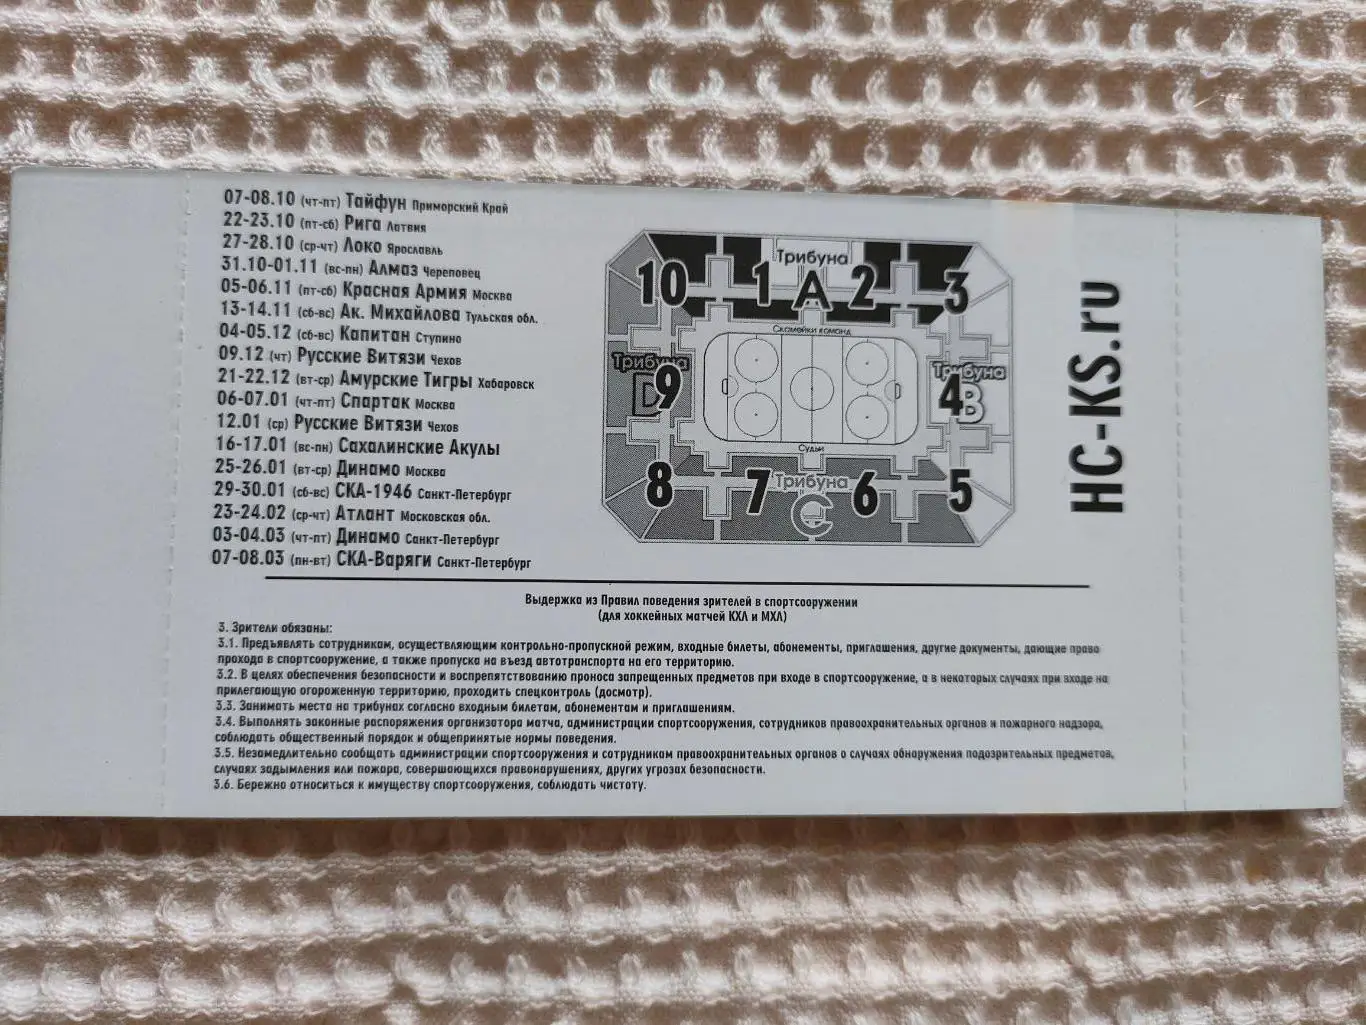 07-08.10 (чт-пт) Тайфун Приморский Край
22-23.10 (пт-сб) Рига Латвия
27-28.10 (ср-чт) Локо Ярославль
31.10-01.11 (вс-пн) Алмаз Череповец
05-06.11 (пт-сб) Красная Армия Москва
13-14.11 (сб-вс) Ак. Михайлова Тульская обл.
04-05.12 (сб-вс) Капитан Ступино
09.12 (чт) Русские Витязи Чехов
21-22.12 (вт-ср) Амурские Тигры Хабаровск
06-07.01 (чт-пт) Спартак Москва
12.01 (ср) Русские Витязи Чехов
16-17.01 (вс-пн) Сахалинские Акулы
25-26.01 (вт-ср) Динамо Москва
29-30.01 (сб-вс) СКА-1946 Санкт-Петербург
23-24.02 (ср-чт) Атлант Московская обл.
03-04.03 (чт-пт) Динамо Санкт-Петербург
07-08.03 (пн-вт) СКА-Варяги Санкт-Петербург
Трибуна
10 1 A 2 3
Скамейки команд
Трибуна
D 9
Трибуна
4 B
Судьи
8 7 Трибуна 6 5
C
HC-KS.ru
Выдержка из Правил поведения зрителей в спортсооружении
(для хоккейных матчей КХЛ и МХЛ)
3. Зрители обязаны:
3.1. Предъявлять сотрудникам, осуществляющим контрольно-пропускной режим, входные билеты, абонементы, приглашения, другие документы, дающие право
прохода в спортсооружение, а также пропуска на въезд автотранспорта на его территорию.
3.2. В целях обеспечения безопасности и воспрепятствованию проноса запрещенных предметов при входе в спортсооружение, а в некоторых случаях при входе на
прилегающую огороженную территорию, проходить спецконтроль (досмотр).
3.3. Занимать места на трибунах согласно входным билетам, абонементам и приглашениям.
3.4. Выполнять законные распоряжения организатора матча, администрации спортсооружения, сотрудников правоохранительных органов и пожарного надзора,
соблюдать общественный порядок и общепринятые нормы поведения.
3.5. Незамедлительно сообщать администрации спортсооружения и сотрудникам правоохранительных органов о случаях обнаружения подозрительных предметов,
случаях задымления или пожара, совершающихся правонарушениях, других угрозах безопасности.
3.6. Бережно относиться к имуществу спортсооружения, соблюдать чистоту.